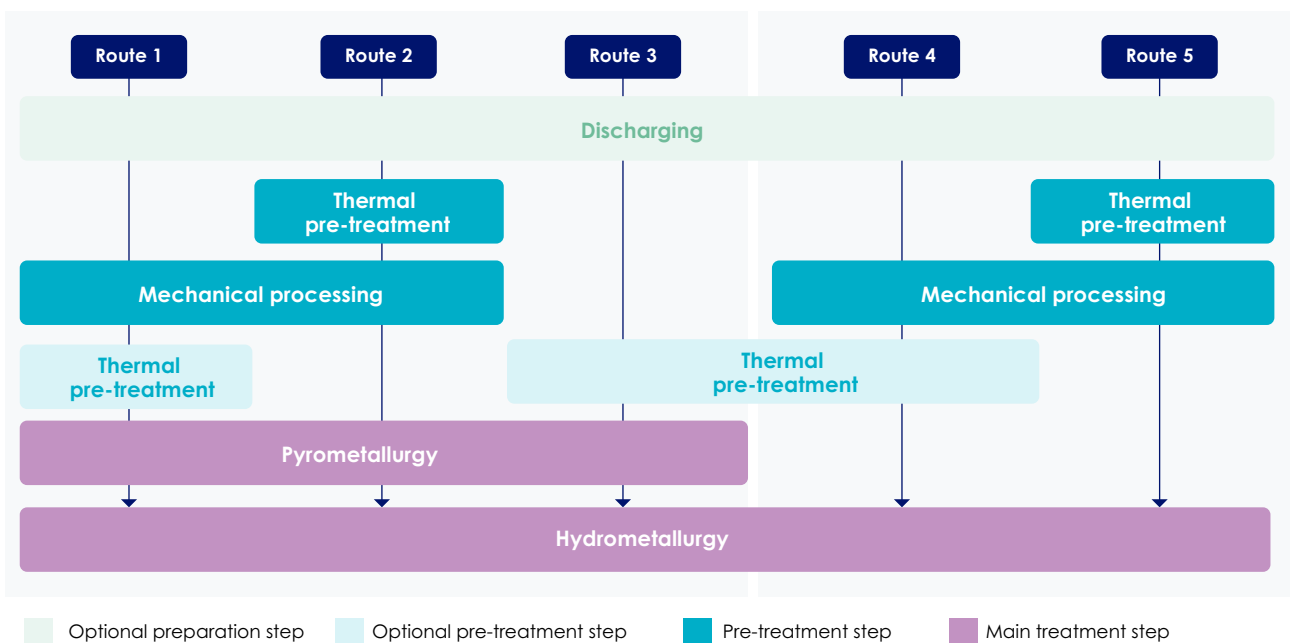 Route 1
Route 2
Route 3
Route 4
Route 5
Discharging
Thermal
pre-treatment
Thermal
pre-treatment
Mechanical processing
Mechanical processing
Thermal
pre-treatment
Thermal
pre-treatment
Pyrometallurgy
Hydrometallurgy
Optional preparation step
Optional pre-treatment step
Pre-treatment step
Main treatment step